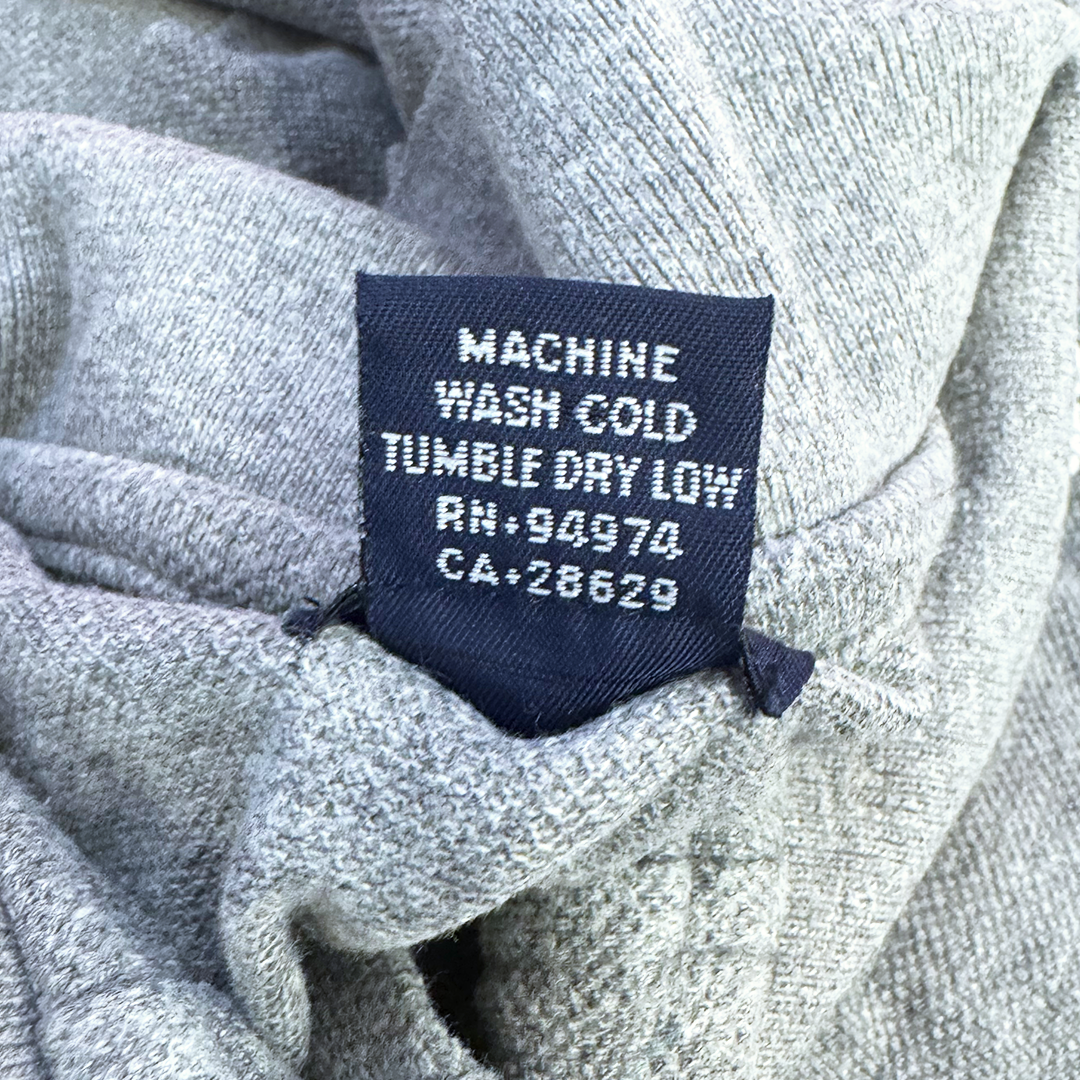 MACHINE
WASH COLD
TUMBLE DRY LOW
RN•94974
CA•28629